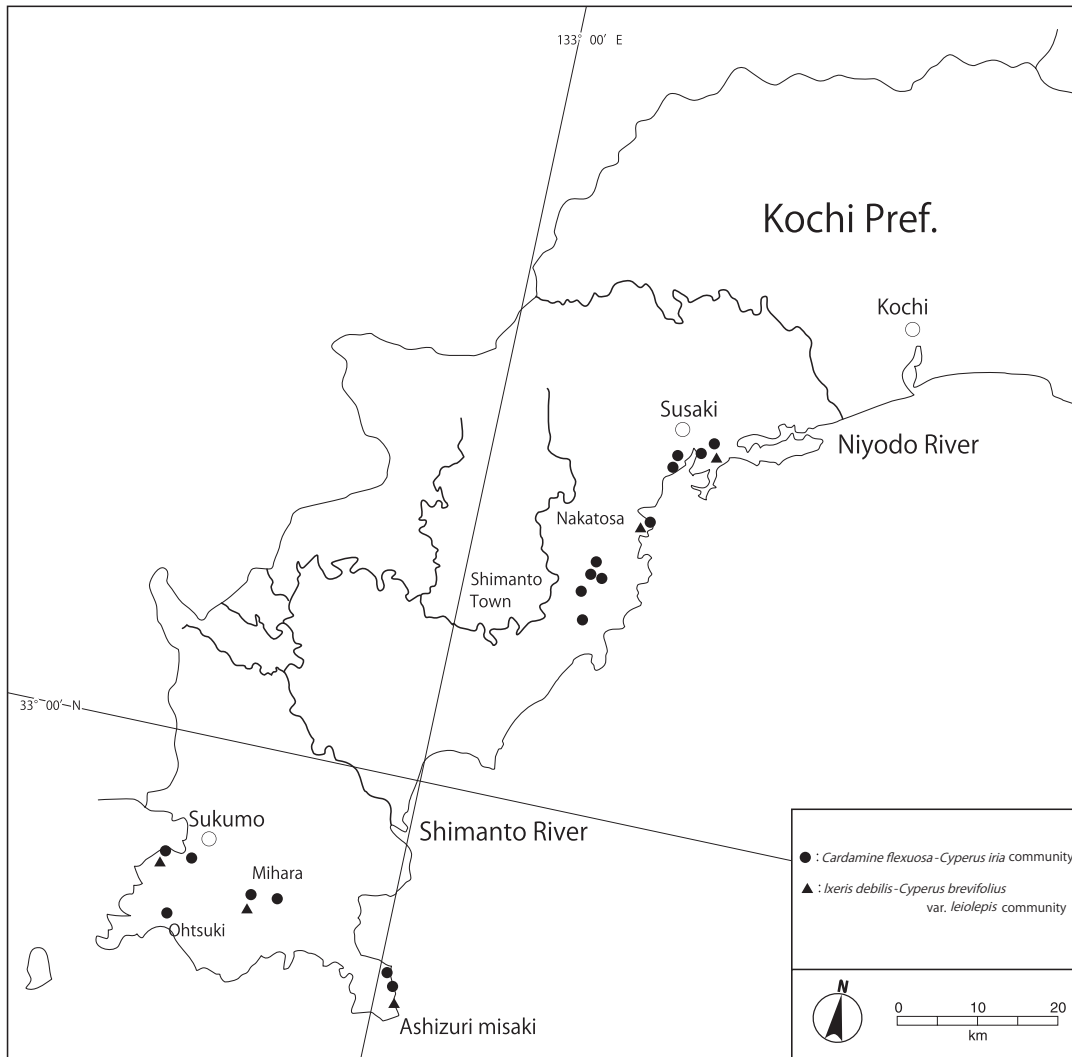 133° 00′ E
Kochi Pref.
Kochi
Susaki
Niyodo River
Nakatosa
Shimanto
Town
33° 00′ N
Sukumo
Shimanto River
Mihara
Ohtsuki
Ashizuri misaki
: Cardamine flexuosa-Cyperus iria community
: Ixeris debilis-Cyperus brevifolius
var. leiolepis community
N
0 10 20
km